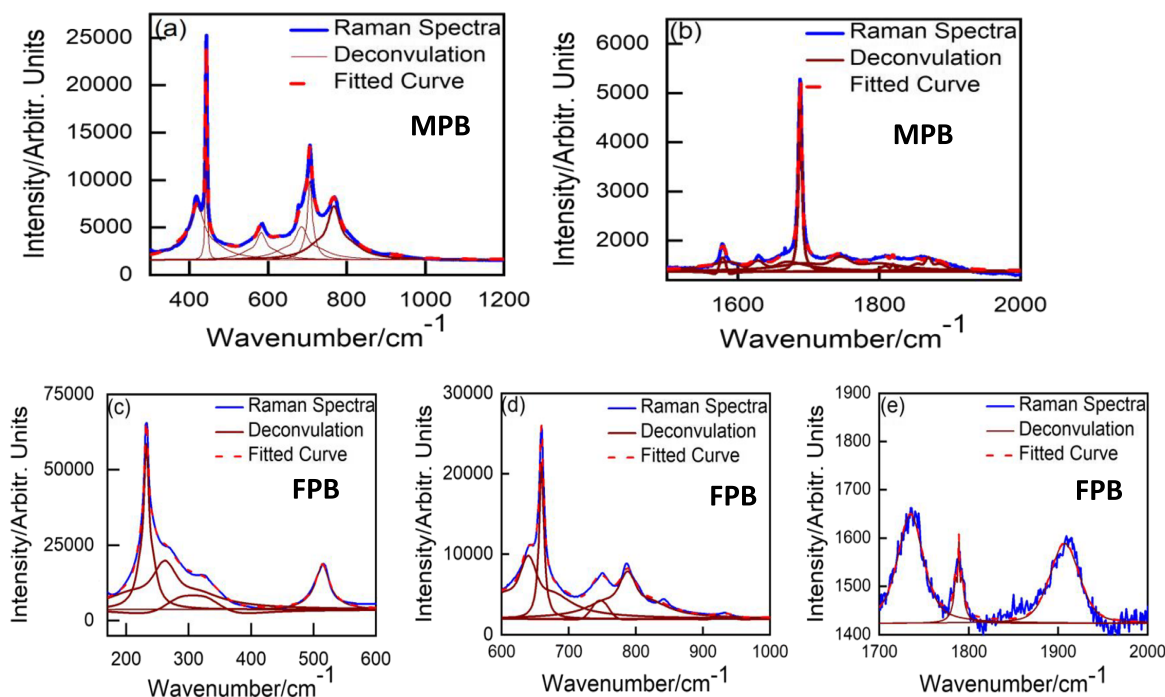 (a)
Raman Spectra
Deconvulation
Fitted Curve
MPB
Intensity/Arbitr. Units
25000
20000
15000
10000
5000
0
400 600 800 1000 1200
Wavenumber/cm-1
(b)
Raman Spectra
Deconvulation
Fitted Curve
MPB
Intensity/Arbitr. Units
6000
5000
4000
3000
2000
1600 1800 2000
Wavenumber/cm-1
(c)
Raman Spectra
Deconvulation
Fitted Curve
FPB
Intensity/Arbitr. Units
75000
50000
25000
0
200 300 400 500 600
Wavenumber/cm-1
(d)
Raman Spectra
Deconvulation
Fitted Curve
FPB
Intensity/Arbitr. Units
30000
20000
10000
0
600 700 800 900 1000
Wavenumber/cm-1
(e)
Raman Spectra
Deconvulation
Fitted Curve
FPB
Intensity/Arbitr. Units
1900
1800
1700
1600
1500
1400
1700 1800 1900 2000
Wavenumber/cm-1